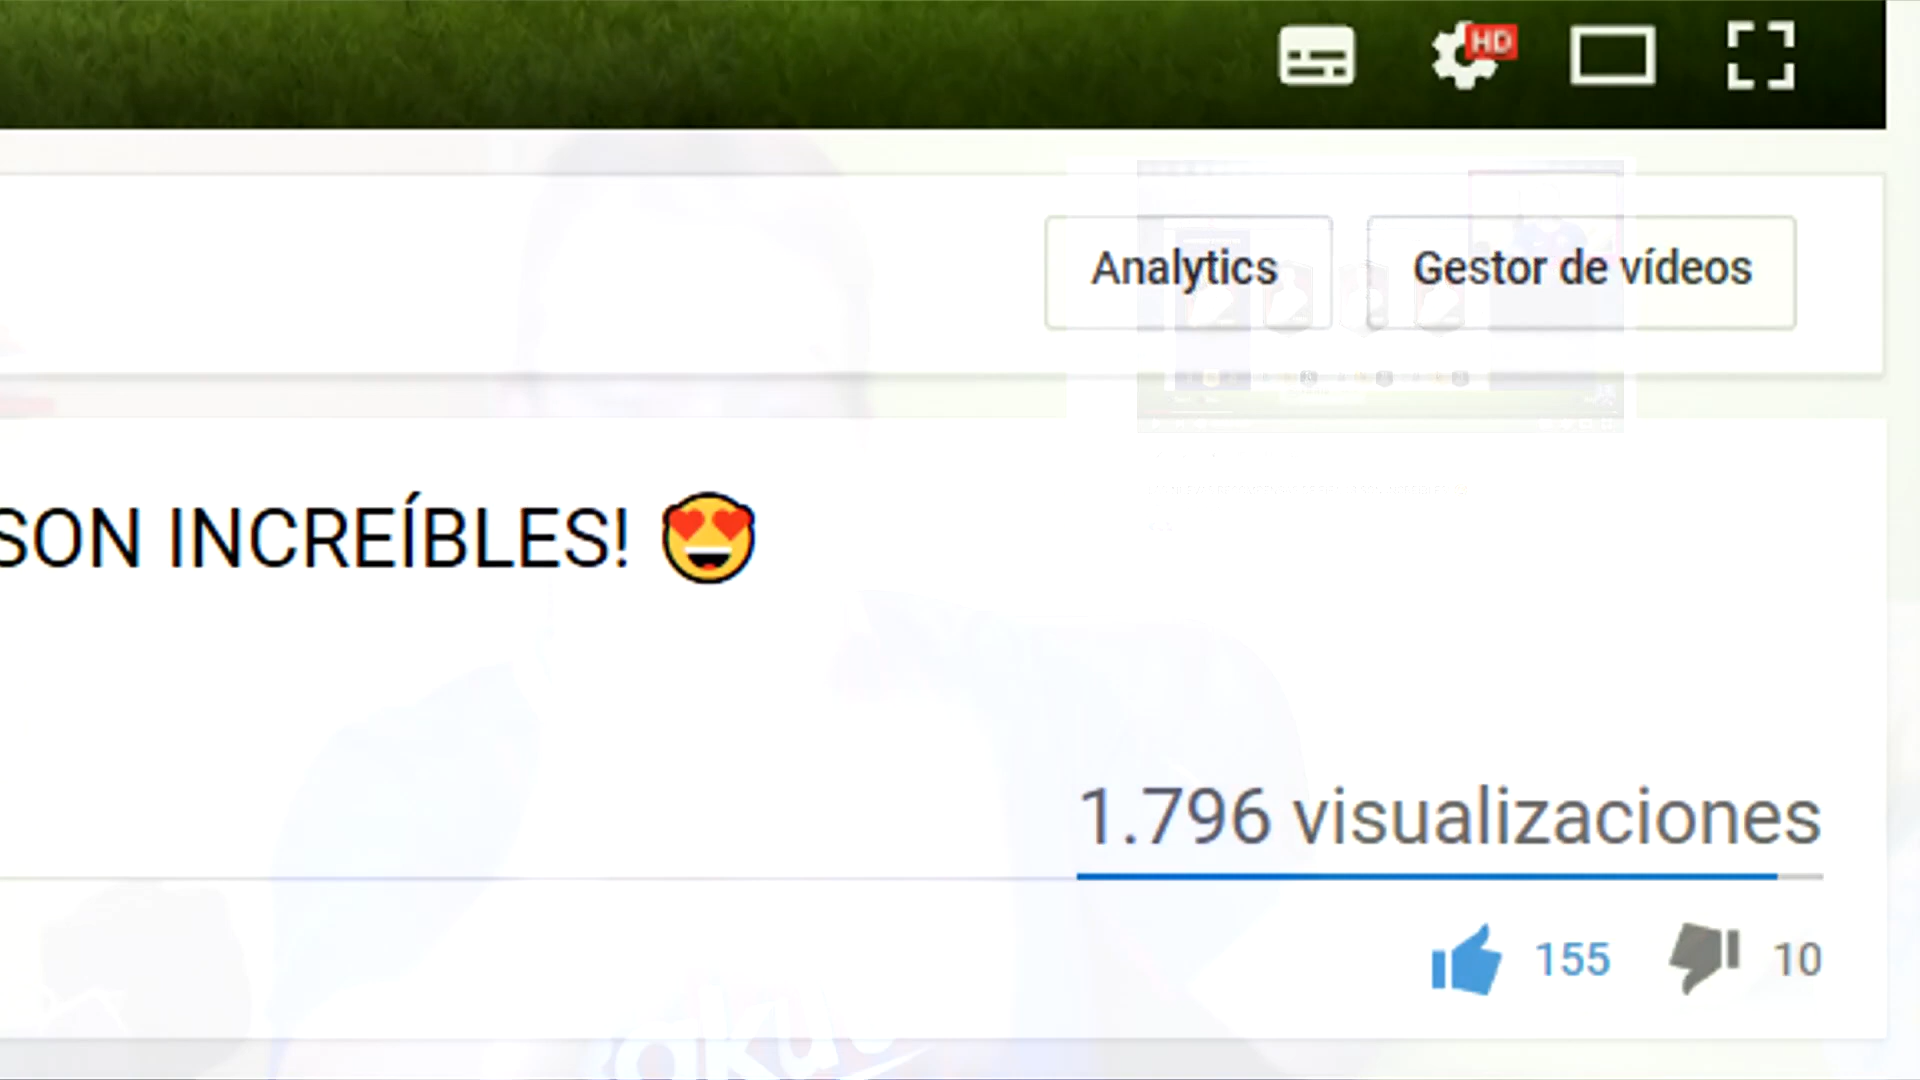 HD
Analytics Gestor de vídeos
SON INCREÍBLES! 😍
1.796 visualizaciones
155 10